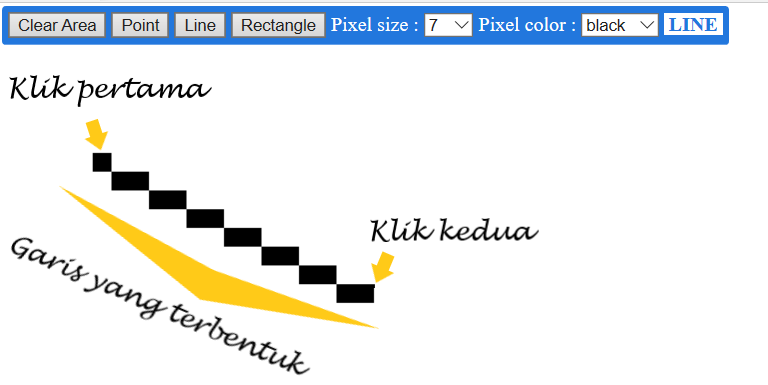 Clear Area Point Line Rectangle Pixel size : 7 Pixel color : black LINE
Klik pertama
Klik kedua
Garis yang terbentuk